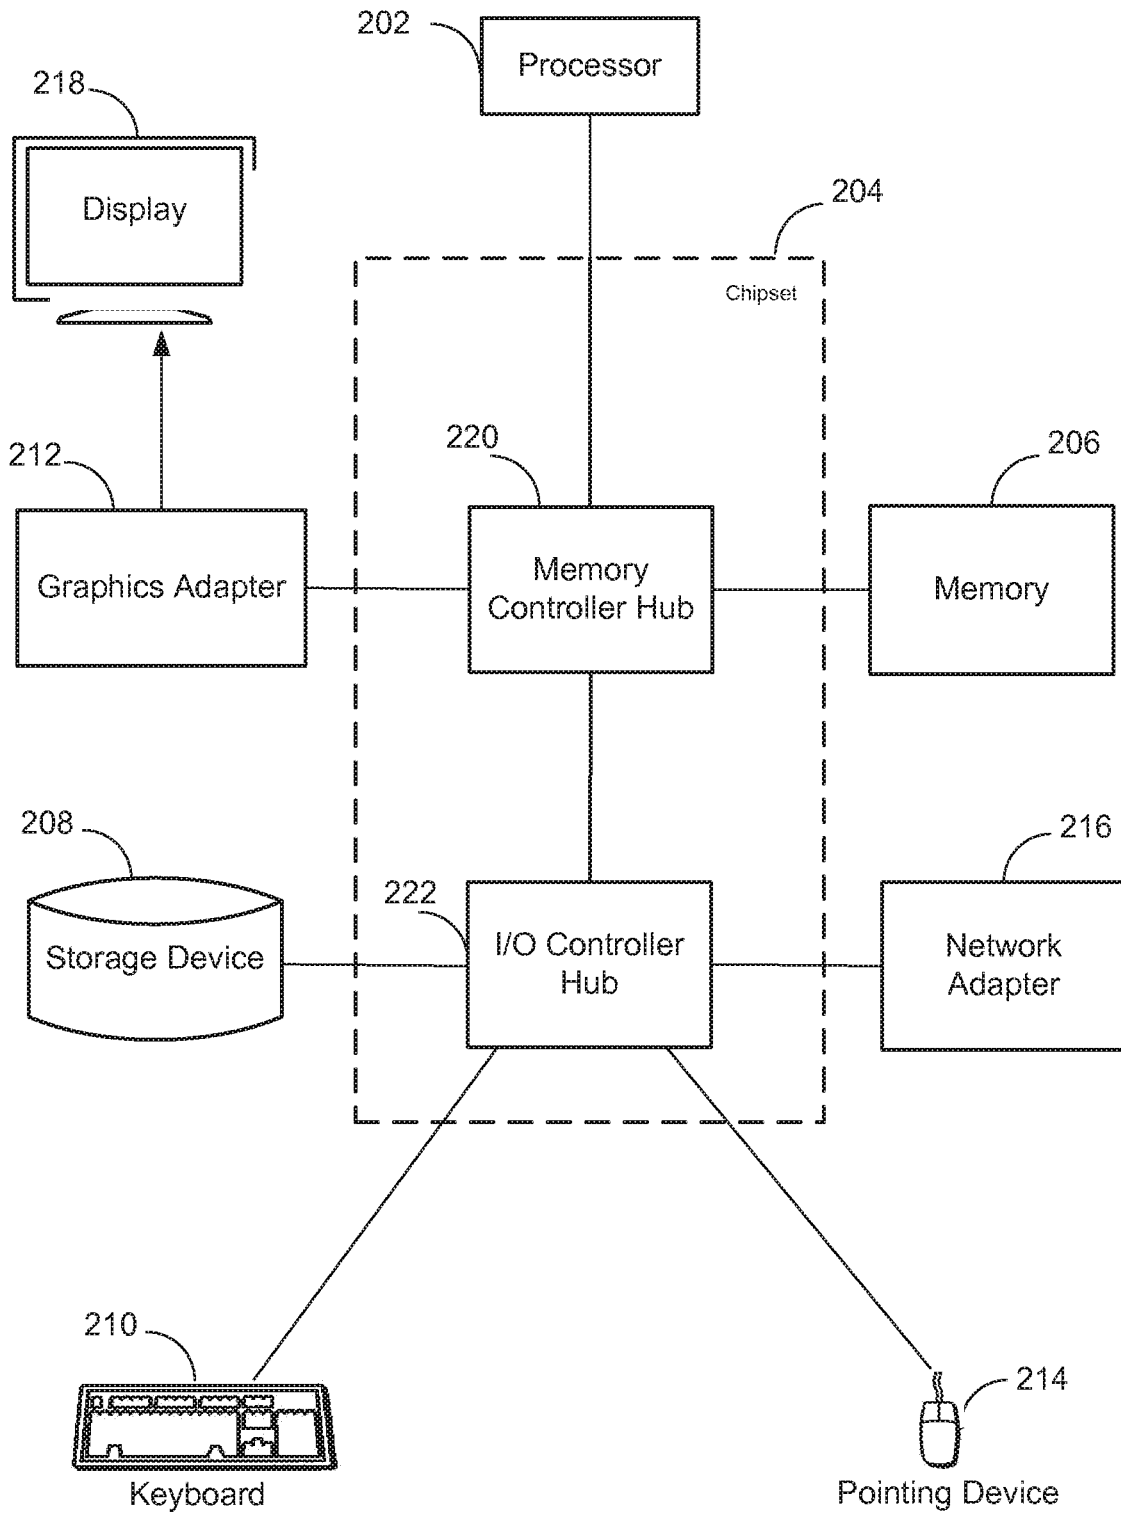 202
Processor
218
Display
204
Chipset
212
220
206
Graphics Adapter
Memory
Controller Hub
Memory
208
216
222
Storage Device
I/O Controller
Hub
Network
Adapter
210
214
Keyboard
Pointing Device